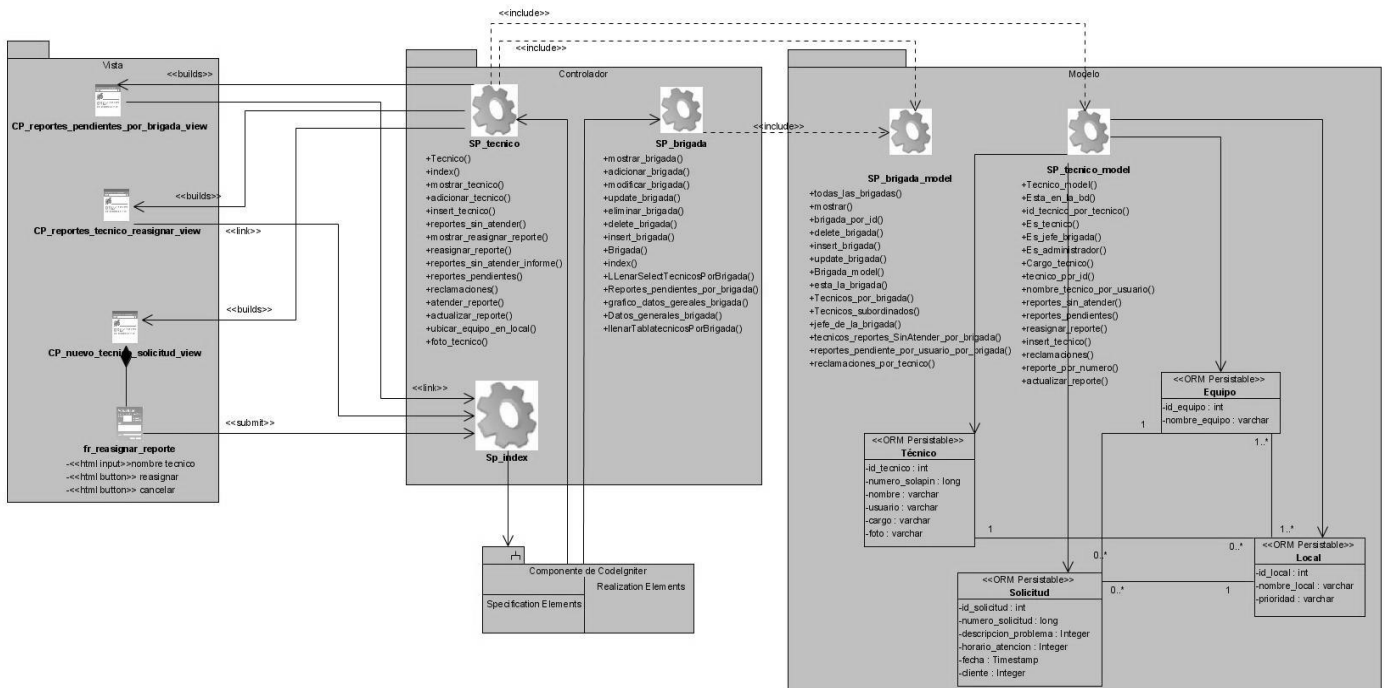 <<include>>
<<include>>
Vista
<<builds>>
CP_reportes_pendientes_por_brigada_view
<<builds>>
CP_reportes_tecnico_reasignar_view
<<link>>
<<builds>>
CP_nuevo_tecnico_solicitud_view
<<link>>
<<submit>>
fr_reasignar_reporte
-<<html input>>nombre tecnico
-<<html button>> reasignar
-<<html button>> cancelar
Controlador
SP_tecnico
+Tecnico()
+index()
+mostrar_tecnico()
+adicionar_tecnico()
+insert_tecnico()
+reportes_sin_atender()
+mostrar_reasignar_reporte()
+reasignar_reporte()
+reportes_sin_atender_informe()
+reportes_pendientes()
+reclamaciones()
+atender_reporte()
+actualizar_reporte()
+ubicar_equipo_en_local()
+foto_tecnico()
SP_brigada
+mostrar_brigada()
+adicionar_brigada()
+modificar_brigada()
+update_brigada()
+eliminar_brigada()
+delete_brigada()
+insert_brigada()
+Brigada()
+index()
+LLenarSelectTecnicosPorBrigada()
+Reportes_pendientes_por_brigada()
+grafico_datos_gereales_brigada()
+Datos_generales_brigada()
+llenarTablatecnicosPorBrigada()
Sp_index
Componente de CodeIgniter
Specification Elements
Realization Elements
<<include>>
Modelo
SP_brigada_model
+todas_las_brigadas()
+mostrar()
+brigada_por_id()
+delete_brigada()
+insert_brigada()
+update_brigada()
+Brigada_model()
+esta_la_brigada()
+Tecnicos_por_brigada()
+Tecnicos_subordinados()
+jefe_de_la_brigada()
+tecnicos_reportes_SinAtender_por_brigada()
+reportes_pendiente_por_usuario_por_brigada()
+reclamaciones_por_tecnico()
SP_tecnico_model
+Tecnico_model()
+Esta_en_la_bd()
+id_tecnico_por_tecnico()
+Es_tecnico()
+Es_jefe_brigada()
+Es_administrador()
+Cargo_tecnico()
+tecnico_por_id()
+nombre_tecnico_por_usuario()
+reportes_sin_atender()
+reportes_pendientes()
+reasignar_reporte()
+insert_tecnico()
+reclamaciones()
+reporte_por_numero()
+actualizar_reporte()
<<ORM Persistable>>
Equipo
-id_equipo : int
-nombre_equipo : varchar
1
1..*
<<ORM Persistable>>
Técnico
-id_tecnico : int
-numero_solapin : long
-nombre : varchar
-usuario : varchar
-cargo : varchar
-foto : varchar
1
1..*
0..*
0..*
<<ORM Persistable>>
Local
-id_local : int
-nombre_local : varchar
-prioridad : varchar
<<ORM Persistable>>
Solicitud
-id_solicitud : int
-numero_solicitud : long
-descripcion_problema : Integer
-horario_atencion : Integer
-fecha : Timestamp
-cliente : Integer
0..*
1